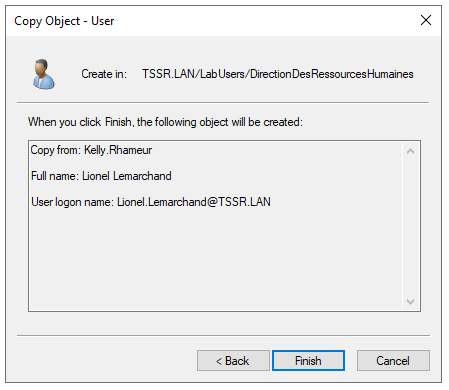 Copy Object - User
Create in: TSSR.LAN/LabUsers/DirectionDesRessourcesHumaines
When you click Finish, the following object will be created:
Copy from: Kelly.Rhameur
Full name: Lionel Lemarchand
User logon name: Lionel.Lemarchand@TSSR.LAN
< Back
Finish
Cancel